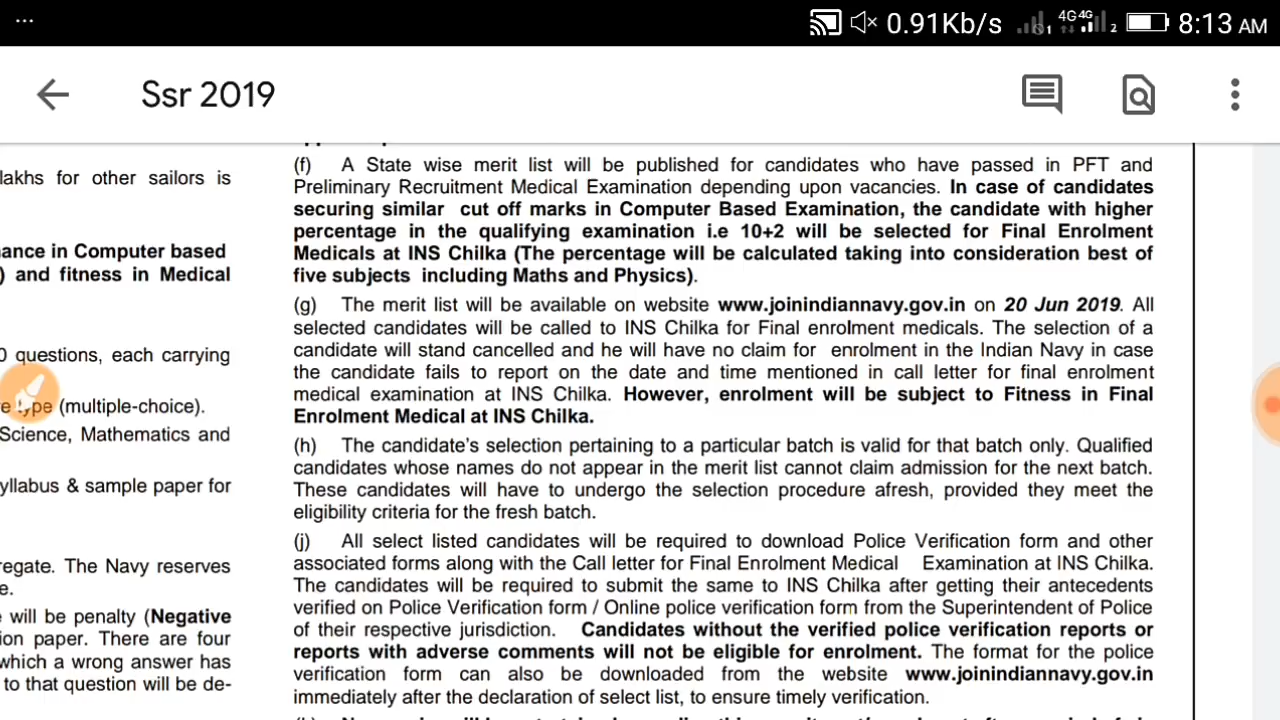 ... 0.91Kb/s 1 4G4G 2 8:13 AM
Ssr 2019
lakhs for other sailors is
ance in Computer based
) and fitness in Medical
0 questions, each carrying
type (multiple-choice).
Science, Mathematics and
yllabus & sample paper for
regate. The Navy reserves
e.
will be penalty (Negative
ion paper. There are four
which a wrong answer has
to that question will be de-
(f) A State wise merit list will be published for candidates who have passed in PFT and
Preliminary Recruitment Medical Examination depending upon vacancies. In case of candidates
securing similar cut off marks in Computer Based Examination, the candidate with higher
percentage in the qualifying examination i.e 10+2 will be selected for Final Enrolment
Medicals at INS Chilka (The percentage will be calculated taking into consideration best of
five subjects including Maths and Physics).
(g) The merit list will be available on website www.joinindiannavy.gov.in on 20 Jun 2019. All
selected candidates will be called to INS Chilka for Final enrolment medicals. The selection of a
candidate will stand cancelled and he will have no claim for enrolment in the Indian Navy in case
the candidate fails to report on the date and time mentioned in call letter for final enrolment
medical examination at INS Chilka. However, enrolment will be subject to Fitness in Final
Enrolment Medical at INS Chilka.
(h) The candidate's selection pertaining to a particular batch is valid for that batch only. Qualified
candidates whose names do not appear in the merit list cannot claim admission for the next batch.
These candidates will have to undergo the selection procedure afresh, provided they meet the
eligibility criteria for the fresh batch.
(j) All select listed candidates will be required to download Police Verification form and other
associated forms along with the Call letter for Final Enrolment Medical Examination at INS Chilka.
The candidates will be required to submit the same to INS Chilka after getting their antecedents
verified on Police Verification form / Online police verification form from the Superintendent of Police
of their respective jurisdiction. Candidates without the verified police verification reports or
reports with adverse comments will not be eligible for enrolment. The format for the police
verification form can also be downloaded from the website www.joinindiannavy.gov.in
immediately after the declaration of select list, to ensure timely verification.